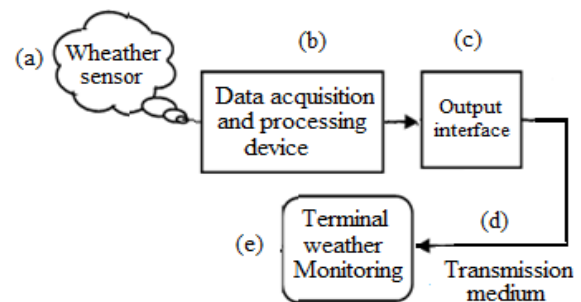 (a)
Wheather
sensor
(b)
Data acquisition
and processing
device
(c)
Output
interface
(d)
Transmission
medium
(e)
Terminal
weather
Monitoring